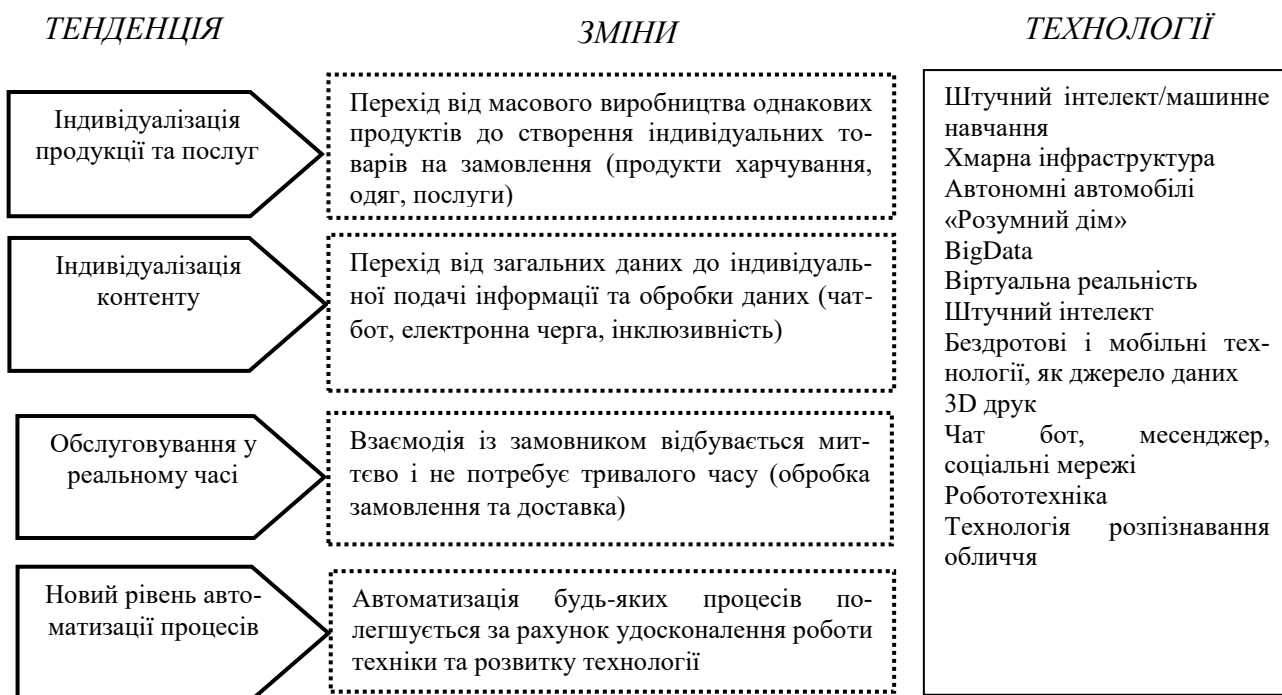 ТЕНДЕНЦІЯ
ЗМІНИ
ТЕХНОЛОГІЇ
Індивідуалізація
продукції та послуг
Перехід від масового виробництва однакових
продуктів до створення індивідуальних то-
варів на замовлення (продукти харчування,
одяг, послуги)
Індивідуалізація
контенту
Перехід від загальних даних до індивідуаль-
ної подачі інформації та обробки даних (чат-
бот, електронна черга, інклюзивність)
Обслуговування у
реальному часі
Взаємодія із замовником відбувається мит-
тєво і не потребує тривалого часу (обробка
замовлення та доставка)
Новий рівень авто-
матизації процесів
Автоматизація будь-яких процесів по-
легшується за рахунок удосконалення роботи
техніки та розвитку технології
Штучний інтелект/машинне
навчання
Хмарна інфраструктура
Автономні автомобілі
«Розумний дім»
BigData
Віртуальна реальність
Штучний інтелект
Бездротові і мобільні тех-
нології, як джерело даних
3D друк
Чат бот, месенджер,
соціальні мережі
Робототехніка
Технологія розпізнавання
обличчя